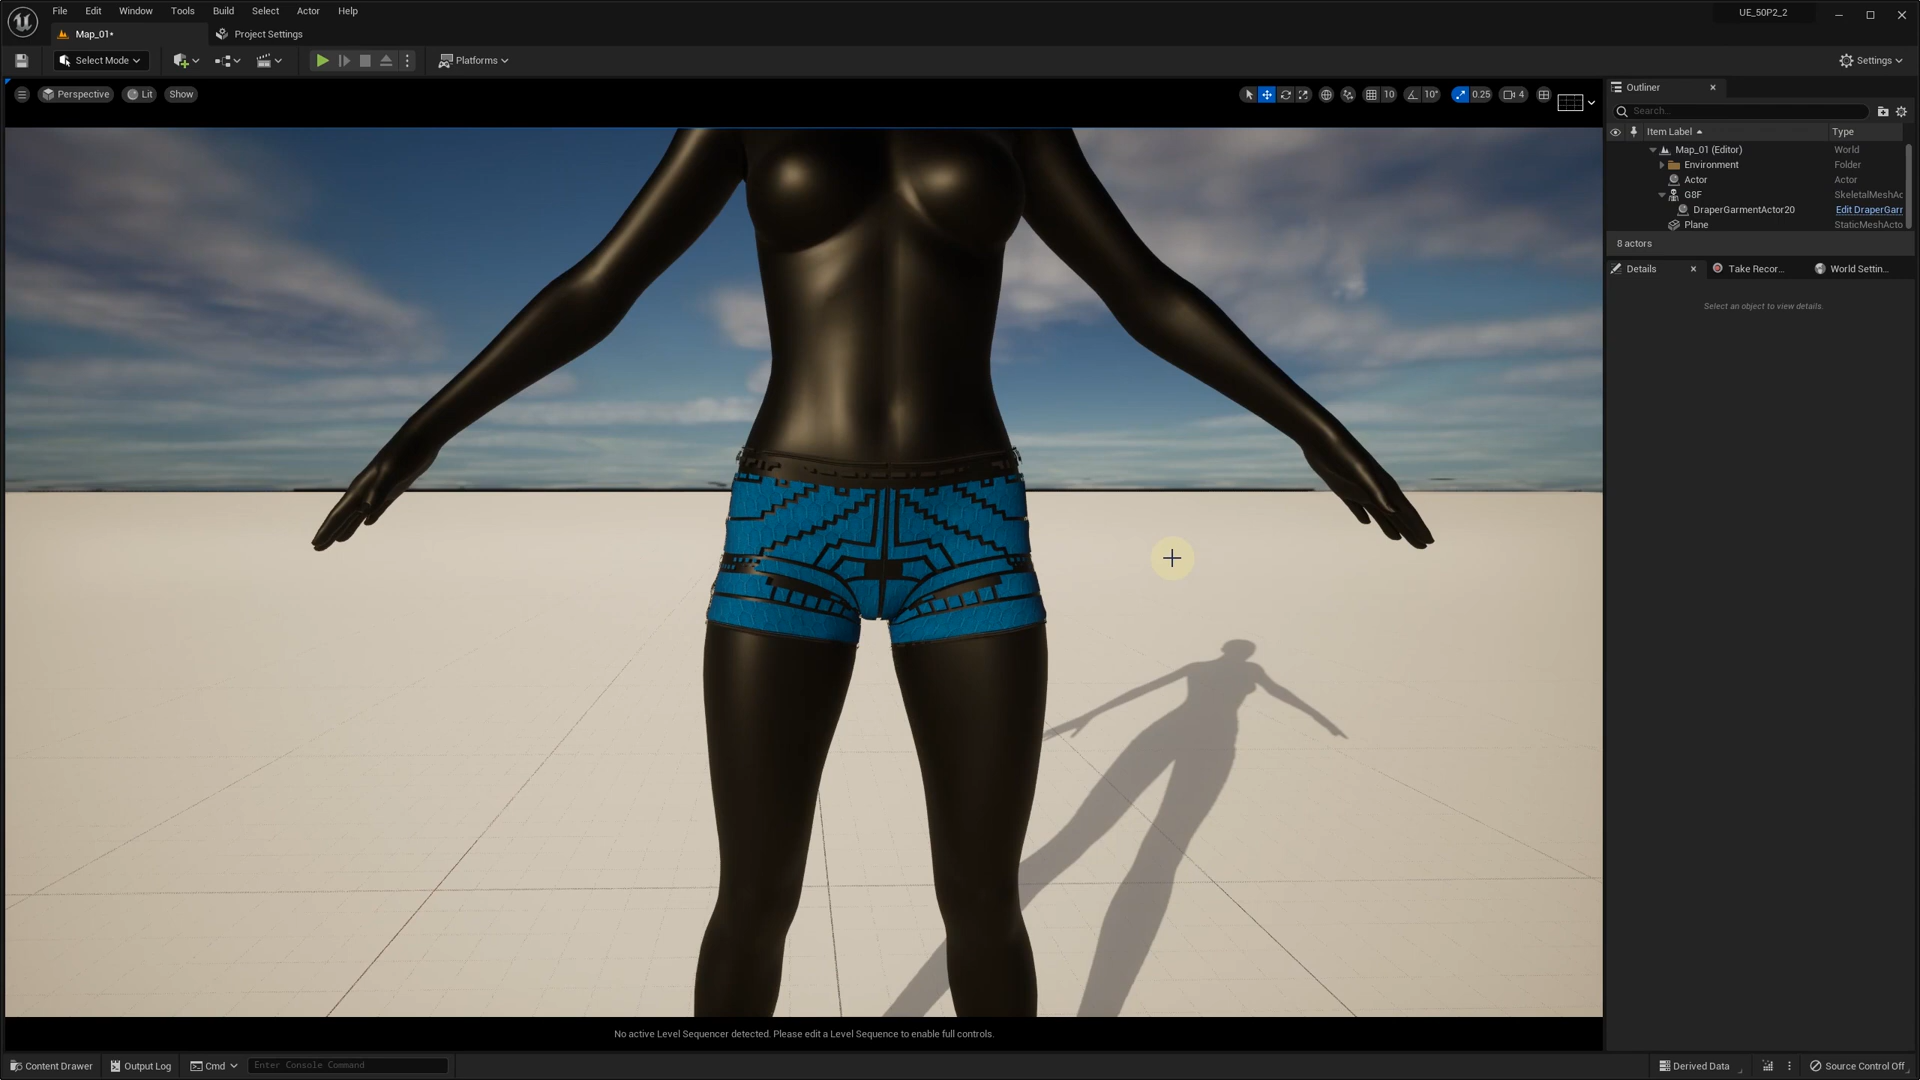 File Edit Window Tools Build Select Actor Help
UE_50P2_2
Map_01*
Project Settings
Select Mode
Platforms
Settings
Perspective
Lit
Show
10
10°
0.25
4
Outliner
Search...
Item Label
Type
Map_01 (Editor)
World
Environment
Folder
Actor
Actor
G8F
SkeletalMeshAc
DraperGarmentActor20
Edit DraperGarr
Plane
StaticMeshActo
8 actors
Details
Take Recor...
World Settin...
Select an object to view details.
No active Level Sequencer detected. Please edit a Level Sequence to enable full controls.
Content Drawer
Output Log
Cmd
Enter Console Command
Derived Data
Source Control Off